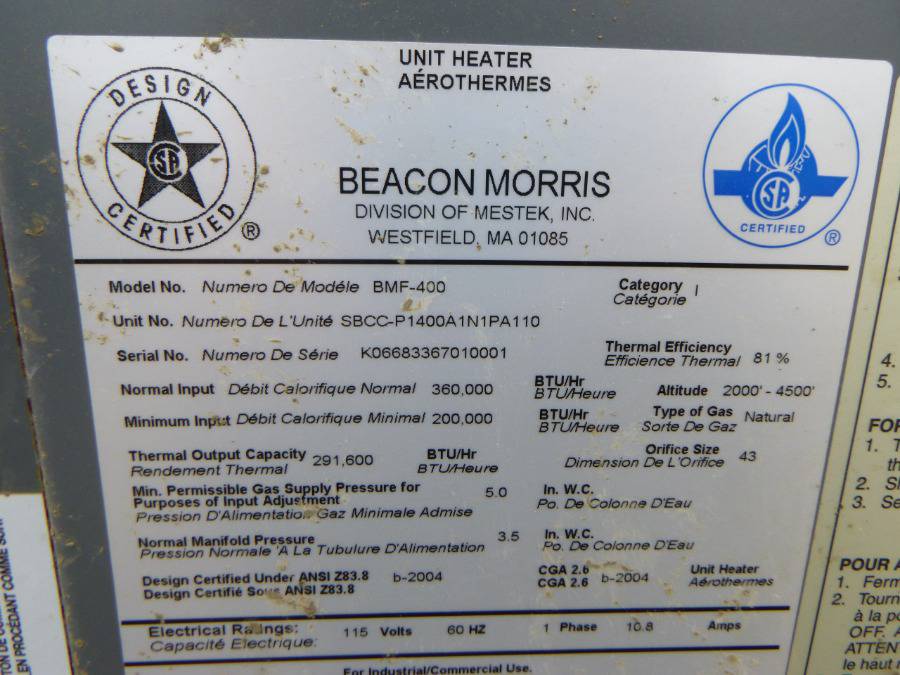 UNIT HEATER
AÉROTHERMES
DESIGN
CSA
CERTIFIED ®
CSA
CERTIFIED ®
BEACON MORRIS
DIVISION OF MESTEK, INC.
WESTFIELD, MA 01085
Model No. Numero De Modéle BMF-400 Category I
Catégorie
Unit No. Numero De L'Unité SBCC-P1400A1N1PA110
Serial No. Numero De Série K06683367010001 Thermal Efficiency 81 %
Efficience Thermal
Normal Input Débit Calorifique Normal 360,000 BTU/Hr Altitude 2000' - 4500'
BTU/Heure
Minimum Input Débit Calorifique Minimal 200,000 BTU/Hr Type of Gas Natural
BTU/Heure Sorte De Gaz
Thermal Output Capacity 291,600 BTU/Hr Orifice Size 43
Rendement Thermal BTU/Heure Dimension De L'Orifice
Min. Permissible Gas Supply Pressure for 5.0 In. W.C.
Purposes of Input Adjustment Po. De Colonne D'Eau
Pression D'Alimentation Gaz Minimale Admise
Normal Manifold Pressure 3.5 In. W.C.
Pression Normale 'A La Tubulure D'Alimentation Po. De Colonne D'Eau
Design Certified Under ANSI Z83.8 b-2004 CGA 2.6 b-2004 Unit Heater
Design Certifié Sous ANSI Z83.8 CGA 2.6 Aérothermes
Electrical Ratings: 115 Volts 60 HZ 1 Phase 10.8 Amps
Capacité Electrique:
For Industrial/Commercial Use.
4.
5.
FOR
1.
2.
3. Se
POUR A
1. Ferm
2. Tourn
à la po
OFF. A
ATTENT
le haut
EN PROCÉDANT COMME SUIT